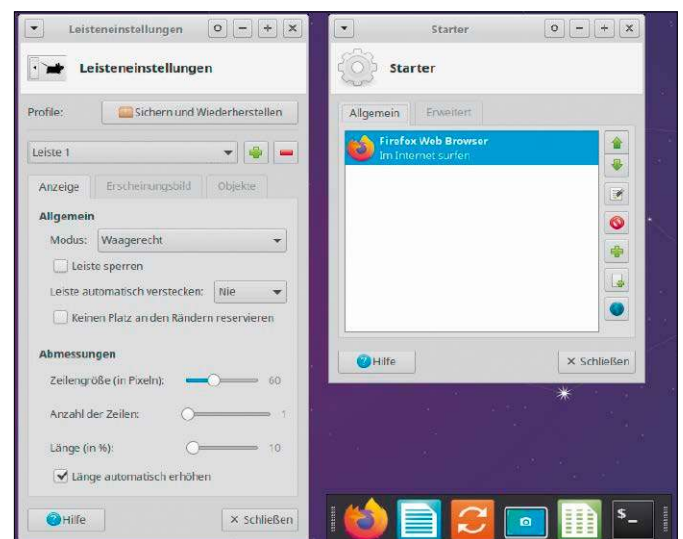 Leisteneinstellungen
Leisteneinstellungen
Profile: Sichern und Wiederherstellen
Leiste 1
Anzeige Erscheinungsbild Objekte
Allgemein
Modus: Waagerecht
Leiste sperren
Leiste automatisch verstecken: Nie
Keinen Platz an den Rändern reservieren
Abmessungen
Zeilengröße (in Pixeln): 60
Anzahl der Zeilen: 1
Länge (in %): 10
Länge automatisch erhöhen
Hilfe × Schließen
Starter
Starter
Allgemein Erweitert
Firefox Web Browser
Im Internet surfen
Hilfe × Schließen
$_